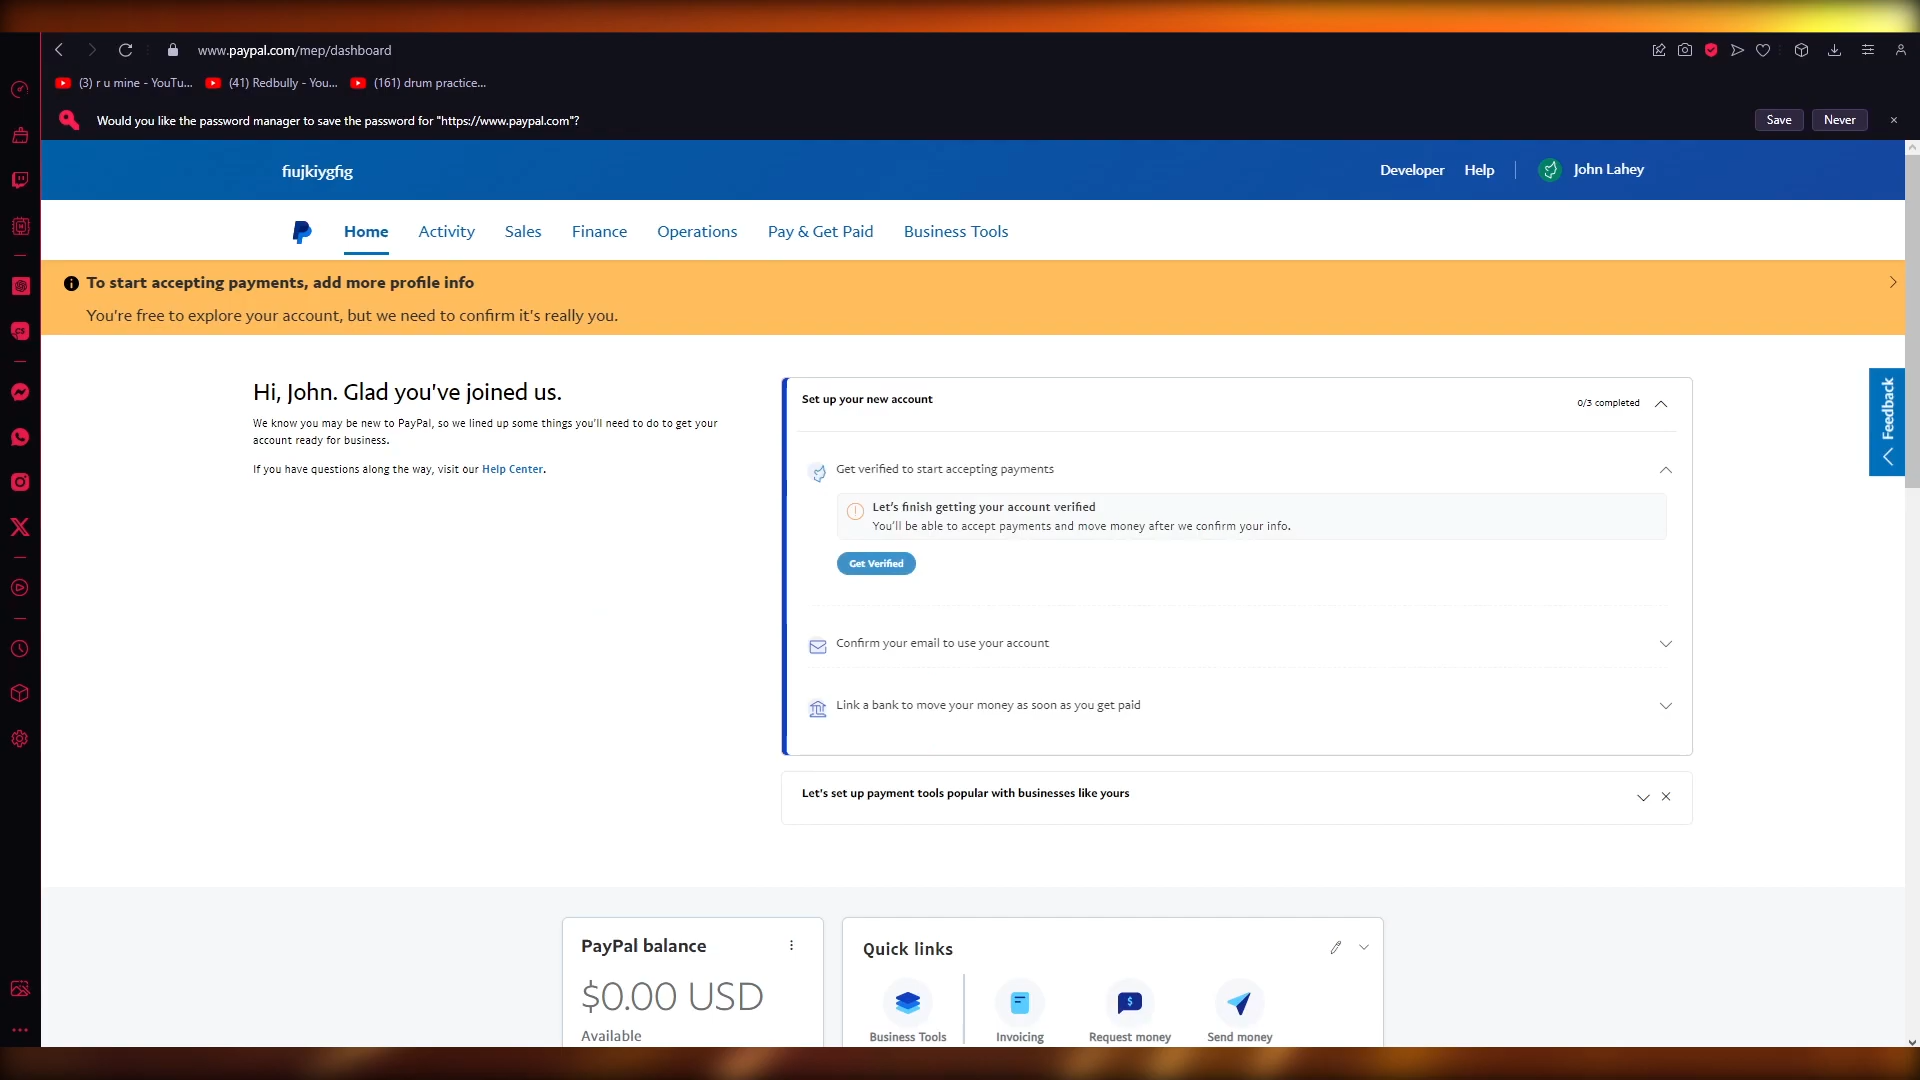 www.paypal.com/mep/dashboard
(3) r u mine - YouTu...
(41) Redbully - You...
(161) drum practice...
Would you like the password manager to save the password for "https://www.paypal.com"?
Save
Never
fiujkiygfig
Developer
Help
John Lahey
Home
Activity
Sales
Finance
Operations
Pay & Get Paid
Business Tools
To start accepting payments, add more profile info
You're free to explore your account, but we need to confirm it's really you.
Hi, John. Glad you've joined us.
We know you may be new to PayPal, so we lined up some things you'll need to do to get your
account ready for business.
If you have questions along the way, visit our Help Center.
Set up your new account
0/3 completed
Get verified to start accepting payments
Let's finish getting your account verified
You'll be able to accept payments and move money after we confirm your info.
Get Verified
Confirm your email to use your account
Link a bank to move your money as soon as you get paid
Let's set up payment tools popular with businesses like yours
Feedback
PayPal balance
$0.00 USD
Available
Quick links
Business Tools
Invoicing
Request money
Send money